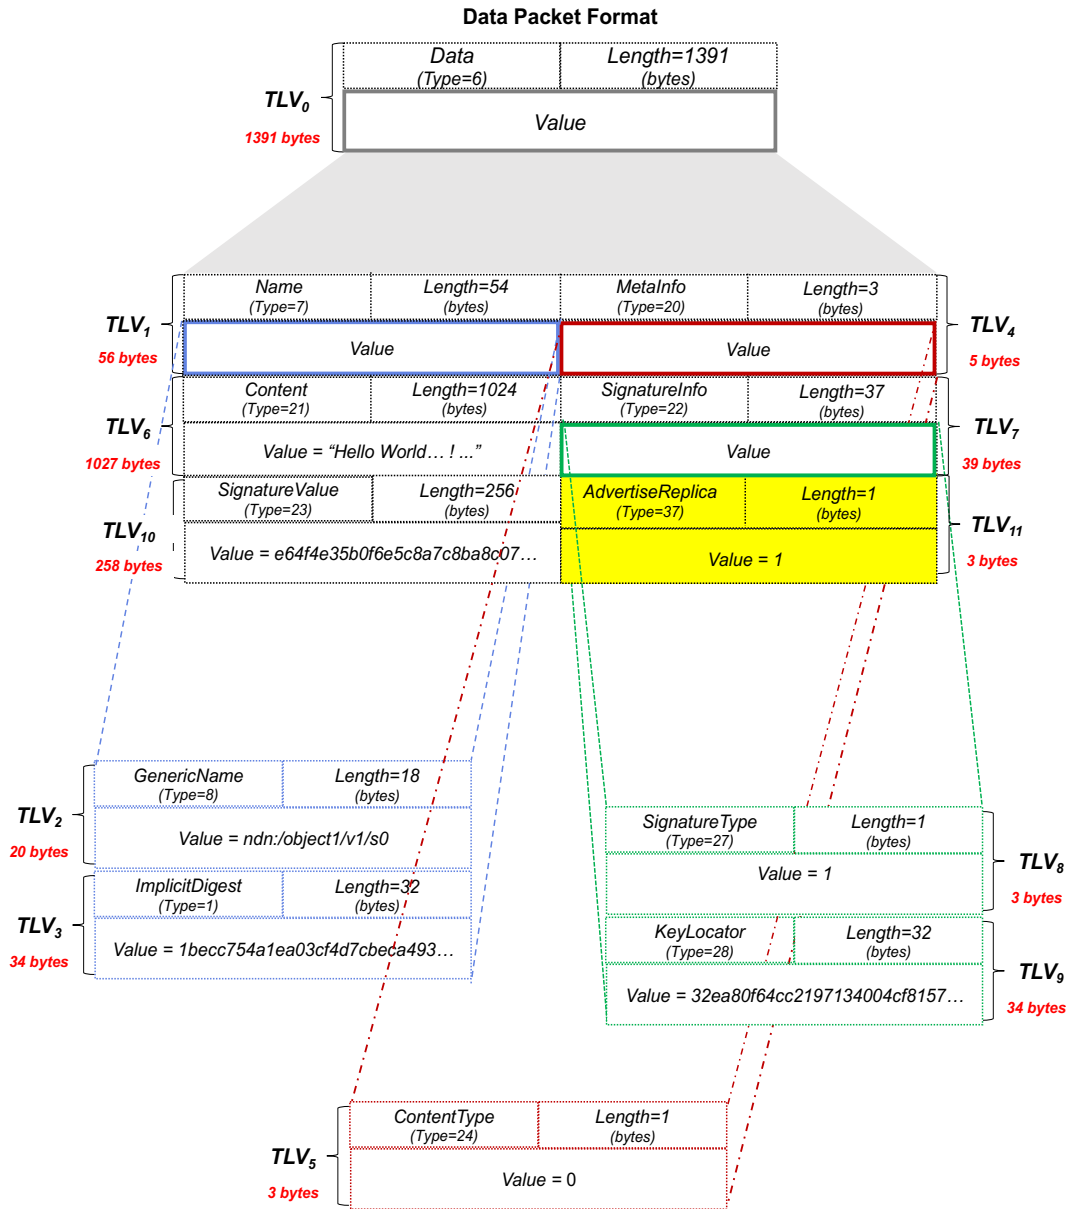 Data Packet Format
Data
(Type=6)
Length=1391
(bytes)
TLV0
1391 bytes
Value
Name
(Type=7)
Length=54
(bytes)
MetaInfo
(Type=20)
Length=3
(bytes)
TLV1
56 bytes
Value
Value
TLV4
5 bytes
Content
(Type=21)
Length=1024
(bytes)
SignatureInfo
(Type=22)
Length=37
(bytes)
TLV6
1027 bytes
Value = “Hello World… ! ...”
Value
TLV7
39 bytes
SignatureValue
(Type=23)
Length=256
(bytes)
AdvertiseReplica
(Type=37)
Length=1
(bytes)
TLV10
258 bytes
Value = e64f4e35b0f6e5c8a7c8ba8c07…
Value = 1
TLV11
3 bytes
GenericName
(Type=8)
Length=18
(bytes)
TLV2
20 bytes
Value = ndn:/object1/v1/s0
ImplicitDigest
(Type=1)
Length=32
(bytes)
TLV3
34 bytes
Value = 1becc754a1ea03cf4d7cbeca493…
SignatureType
(Type=27)
Length=1
(bytes)
Value = 1
TLV8
3 bytes
KeyLocator
(Type=28)
Length=32
(bytes)
Value = 32ea80f64cc2197134004cf8157…
TLV9
34 bytes
ContentType
(Type=24)
Length=1
(bytes)
TLV5
3 bytes
Value = 0